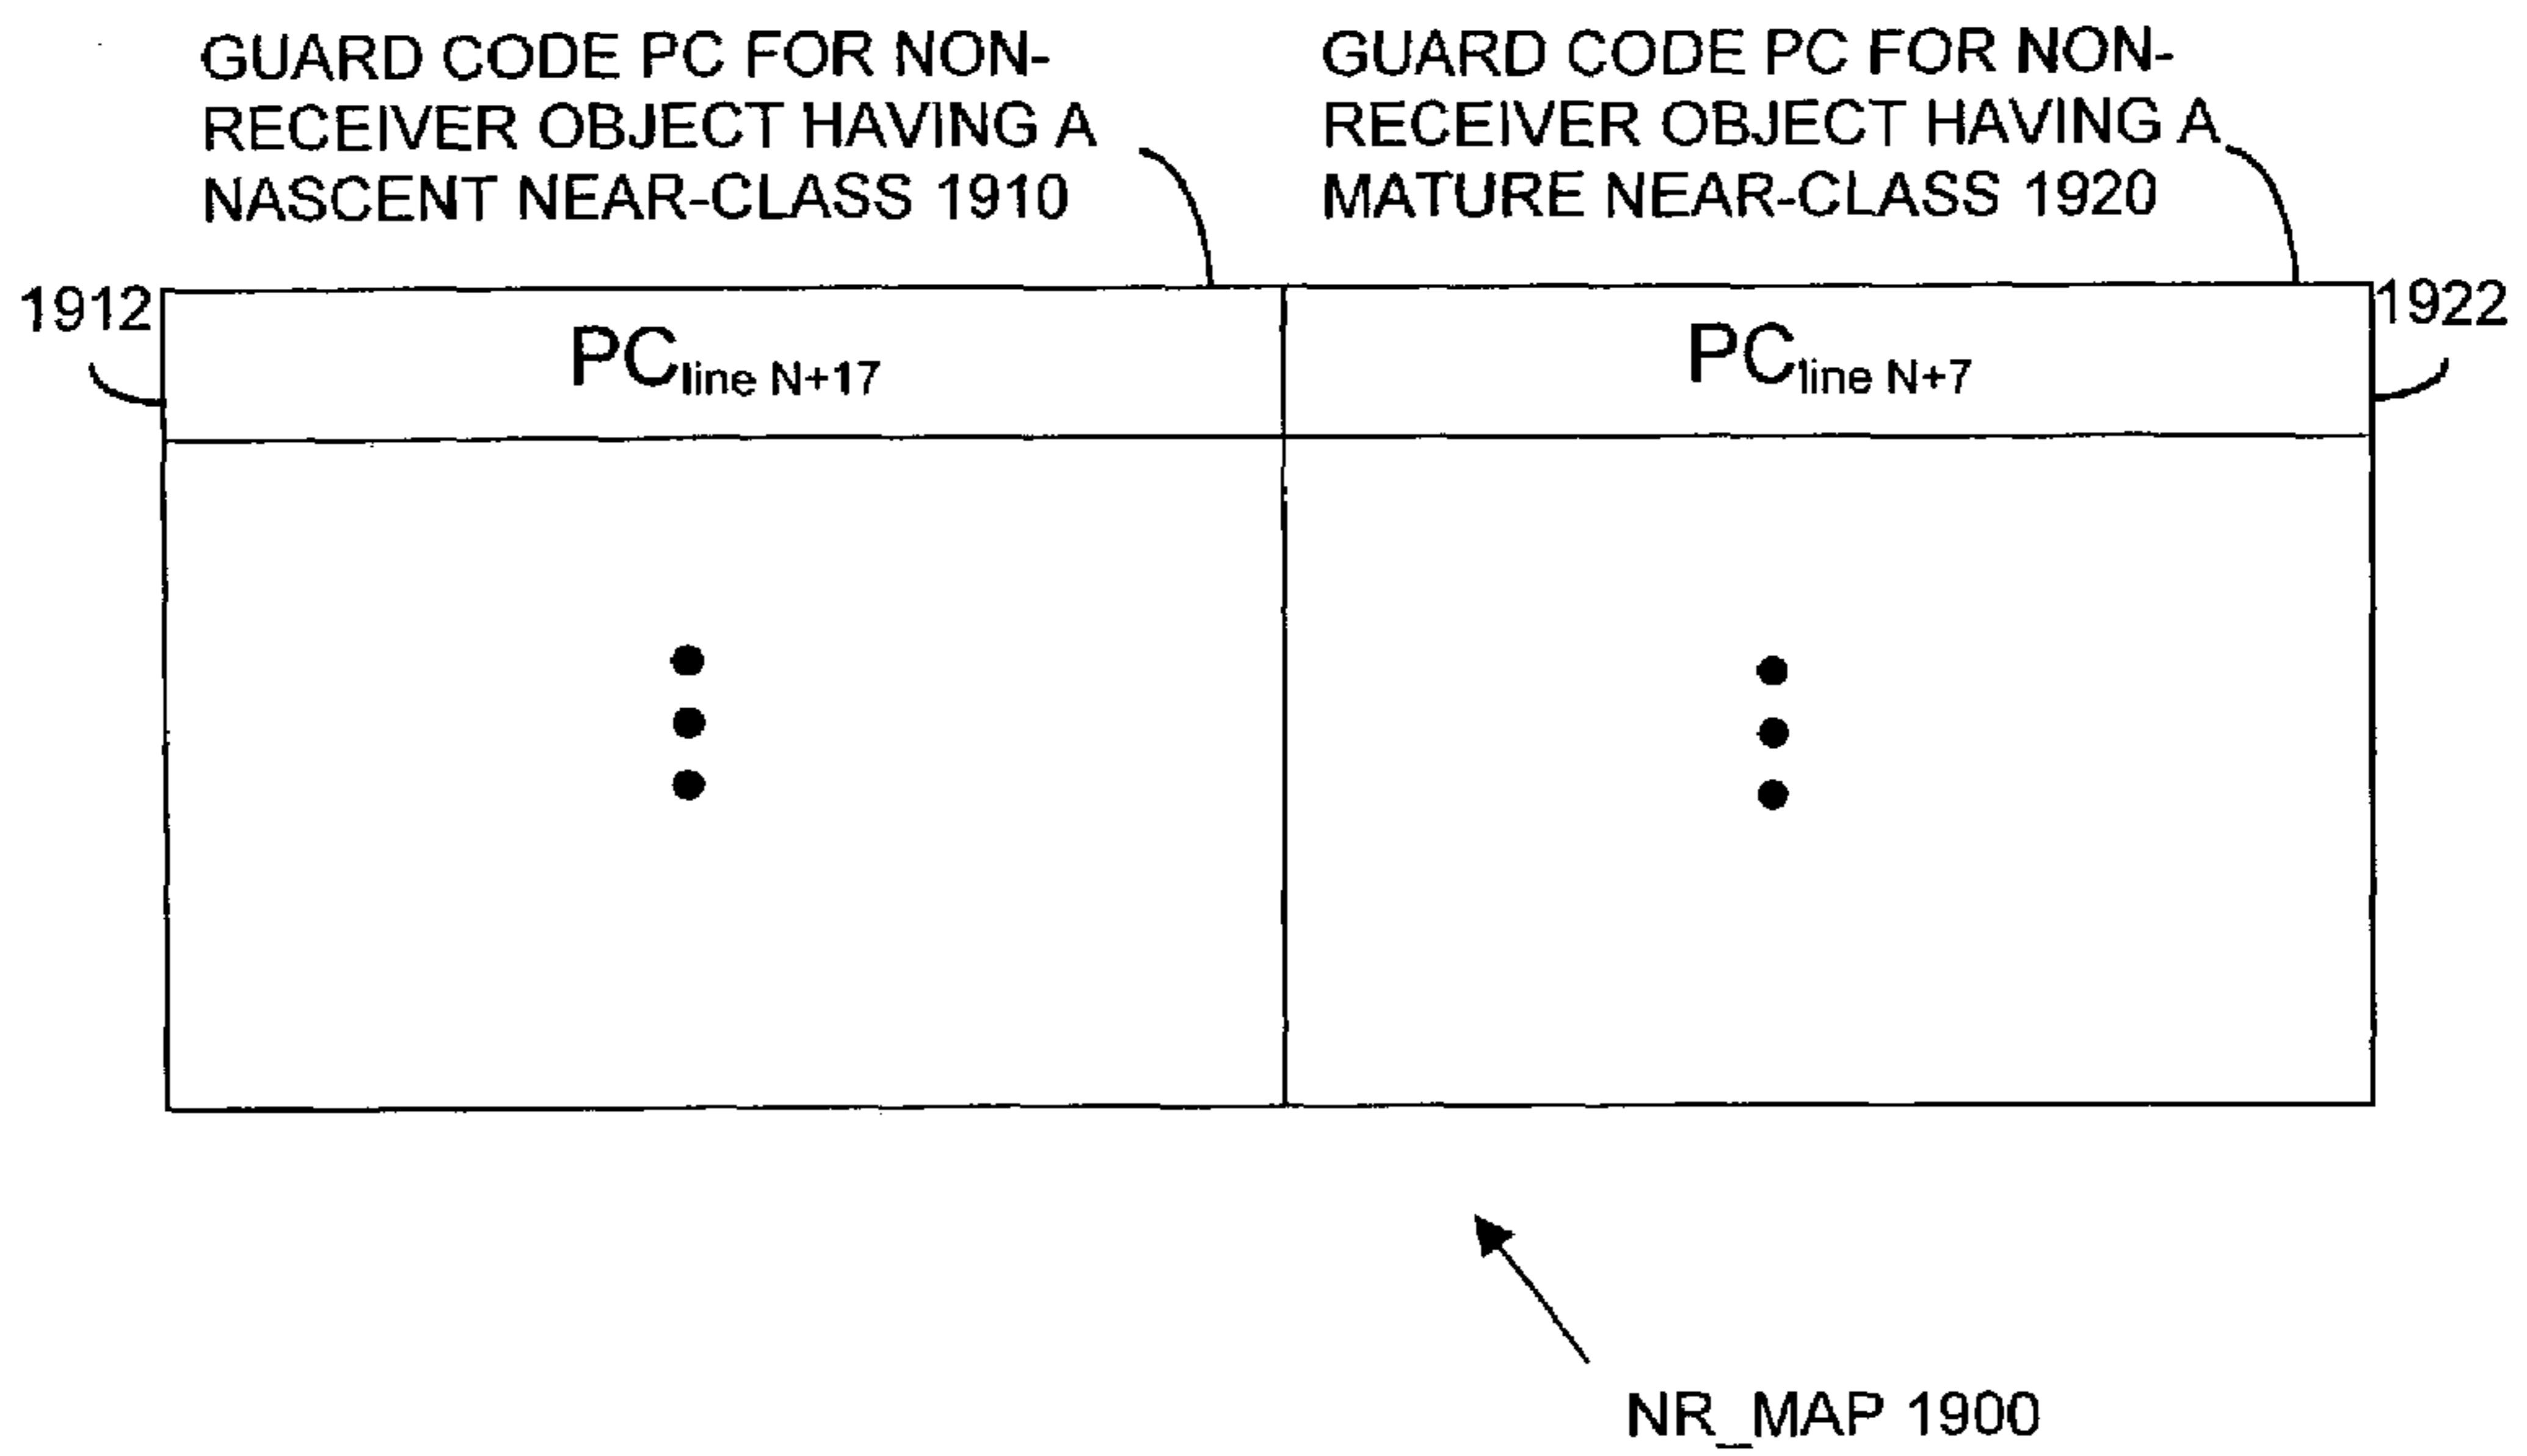 GUARD CODE PC FOR NON-
RECEIVER OBJECT HAVING A
NASCENT NEAR-CLASS 1910
GUARD CODE PC FOR NON-
RECEIVER OBJECT HAVING A
MATURE NEAR-CLASS 1920
1912
PCline N+17
PCline N+7
1922
NR_MAP 1900